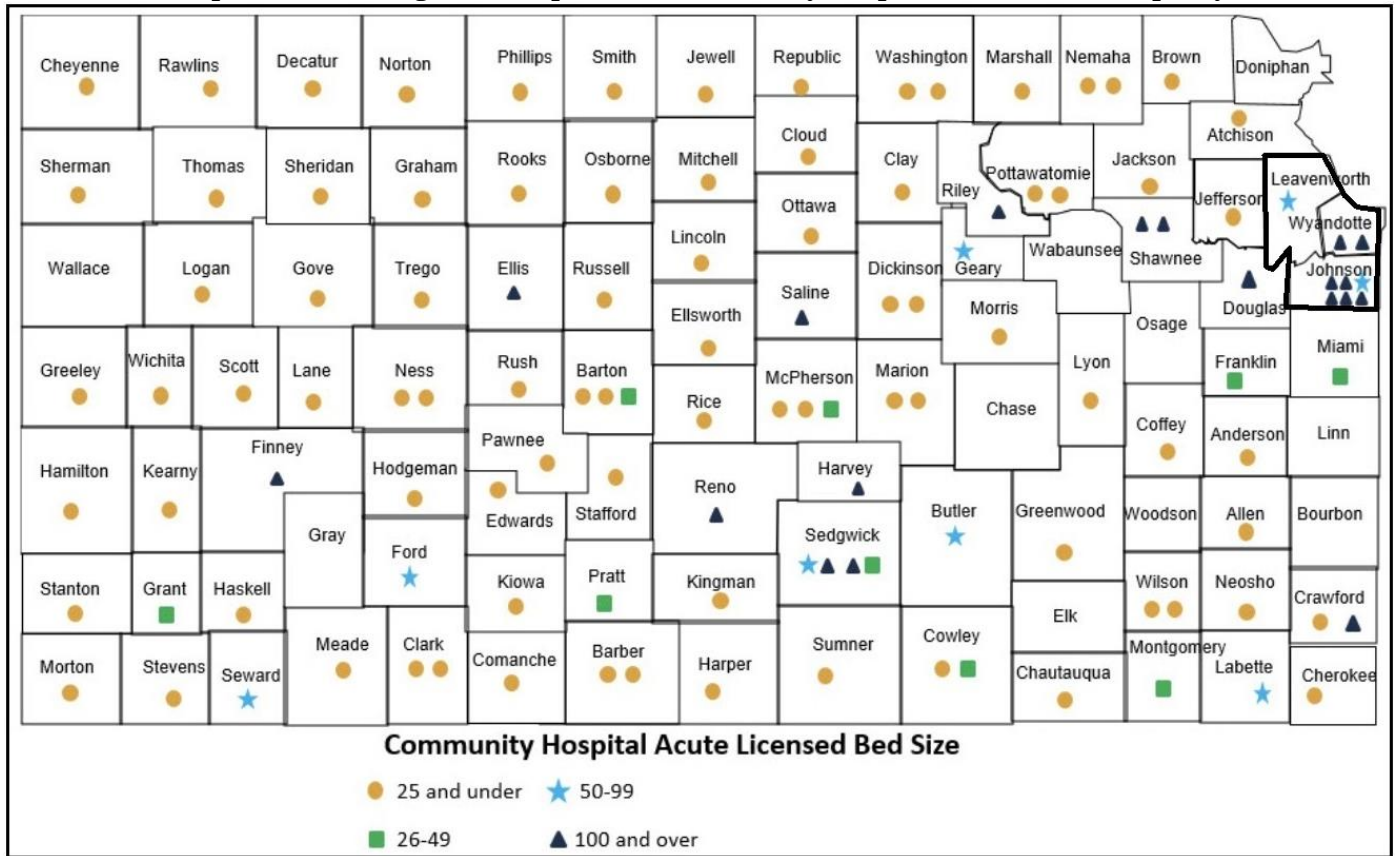 Cheyenne Rawlins Decatur Norton Phillips Smith Jewell Republic Washington Marshall Nemaha Brown Doniphan
Atchison
Cloud
Sherman Thomas Sheridan Graham Rooks Osborne Mitchell Clay Riley Pottawatomie Jackson Jefferson Leavenworth
Ottawa
Wyandotte
Lincoln
Wallace Logan Gove Trego Ellis Russell Dickinson Geary Wabaunsee Shawnee Johnson
Saline
Ellsworth Morris Douglas
Osage
Greeley Wichita Scott Lane Ness Rush Barton McPherson Marion Lyon Franklin Miami
Rice Chase
Pawnee Coffey Anderson Linn
Finney
Hamilton Kearny Hodgeman Harvey
Reno
Gray Edwards Stafford Sedgwick Butler Greenwood Woodson Allen Bourbon
Ford
Stanton Grant Haskell Kiowa Pratt Kingman Wilson Neosho Crawford
Elk
Morton Stevens Seward Meade Clark Comanche Barber Harper Sumner Cowley Chautauqua Montgomery Labette Cherokee
Community Hospital Acute Licensed Bed Size
25 and under 50-99
26-49 100 and over